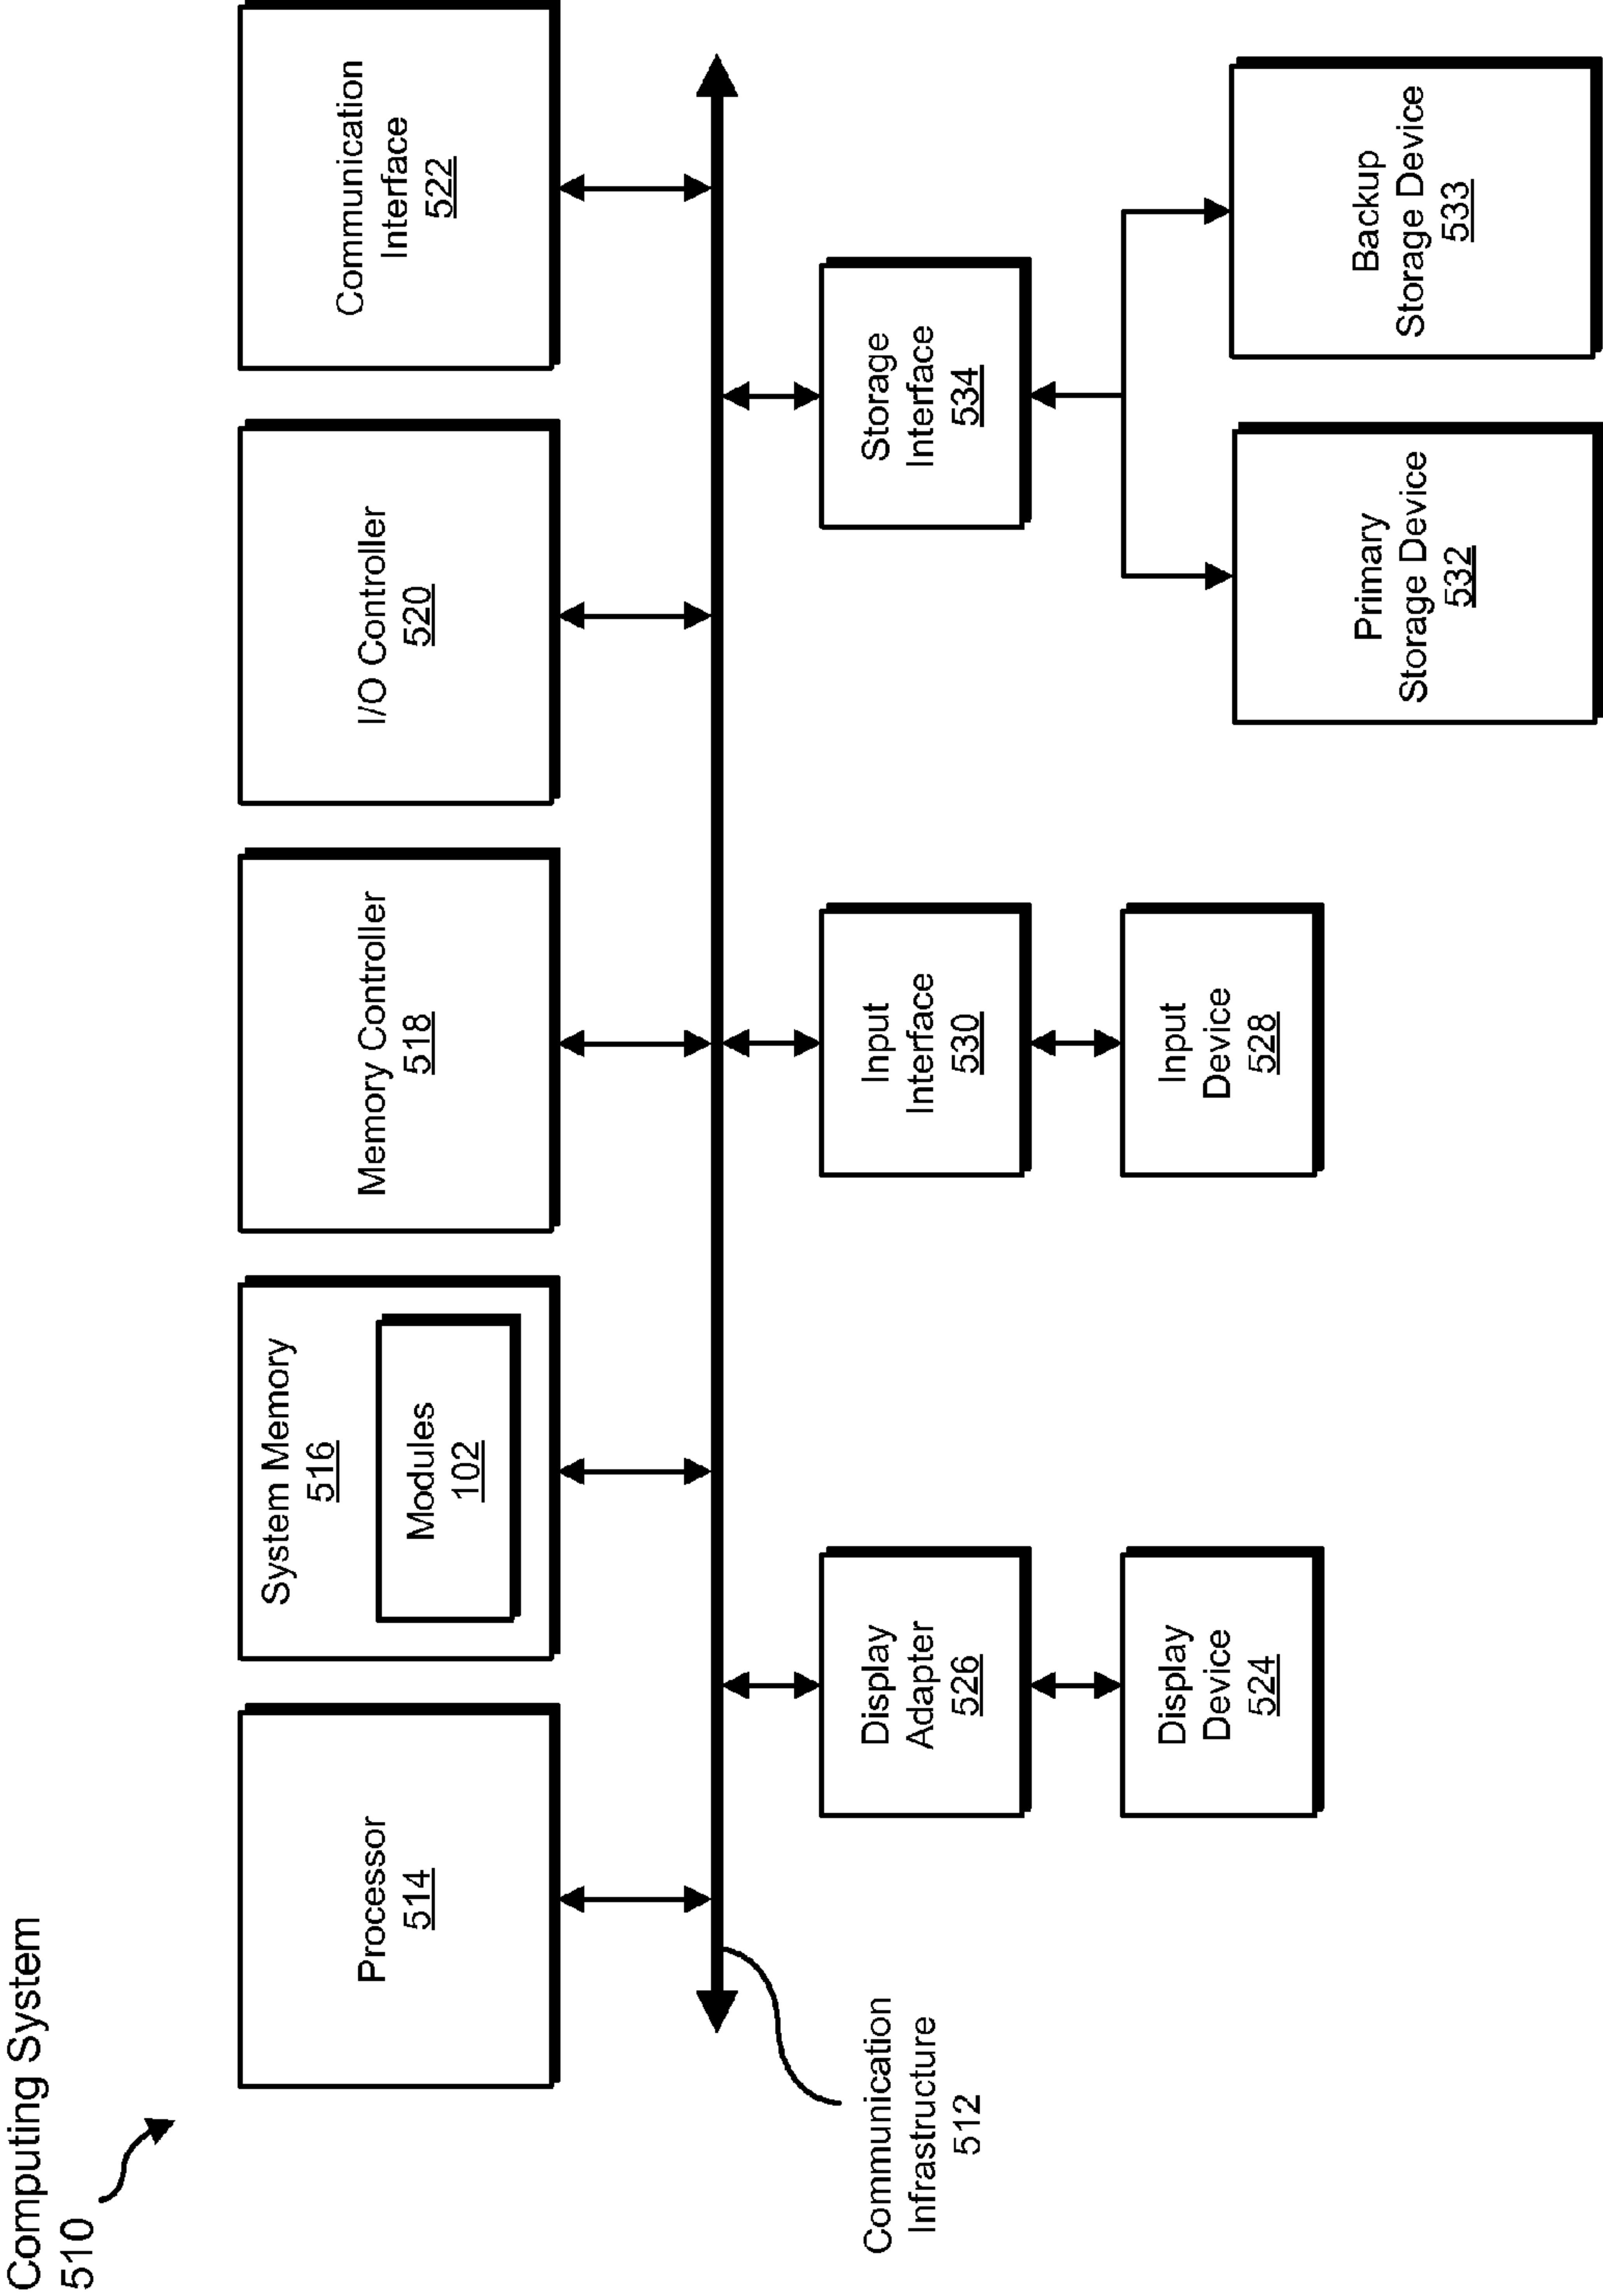 Computing System
510
Processor
514
System Memory
516
Modules
102
Memory Controller
518
I/O Controller
520
Communication
Interface
522
Communication
Infrastructure
512
Display
Adapter
526
Input
Interface
530
Storage
Interface
534
Display
Device
524
Input
Device
528
Primary
Storage Device
532
Backup
Storage Device
533